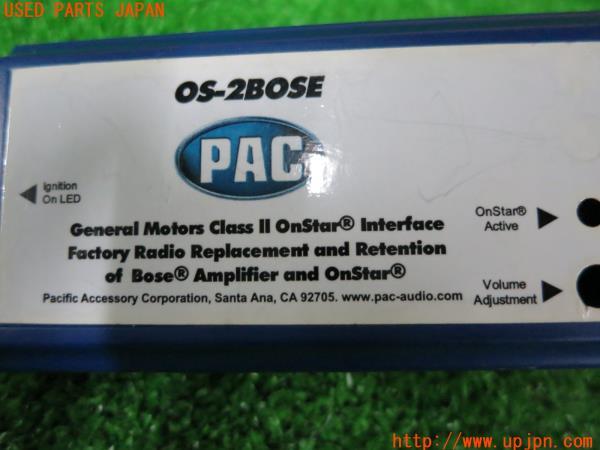 USED PARTS JAPAN
OS-2BOSE
PAC
Ignition
On LED
General Motors Class II OnStar® Interface
Factory Radio Replacement and Retention
of Bose® Amplifier and OnStar®
Pacific Accessory Corporation, Santa Ana, CA 92705. www.pac-audio.com
OnStar®
Active
Volume
Adjustment
http://www.upjpn.com/